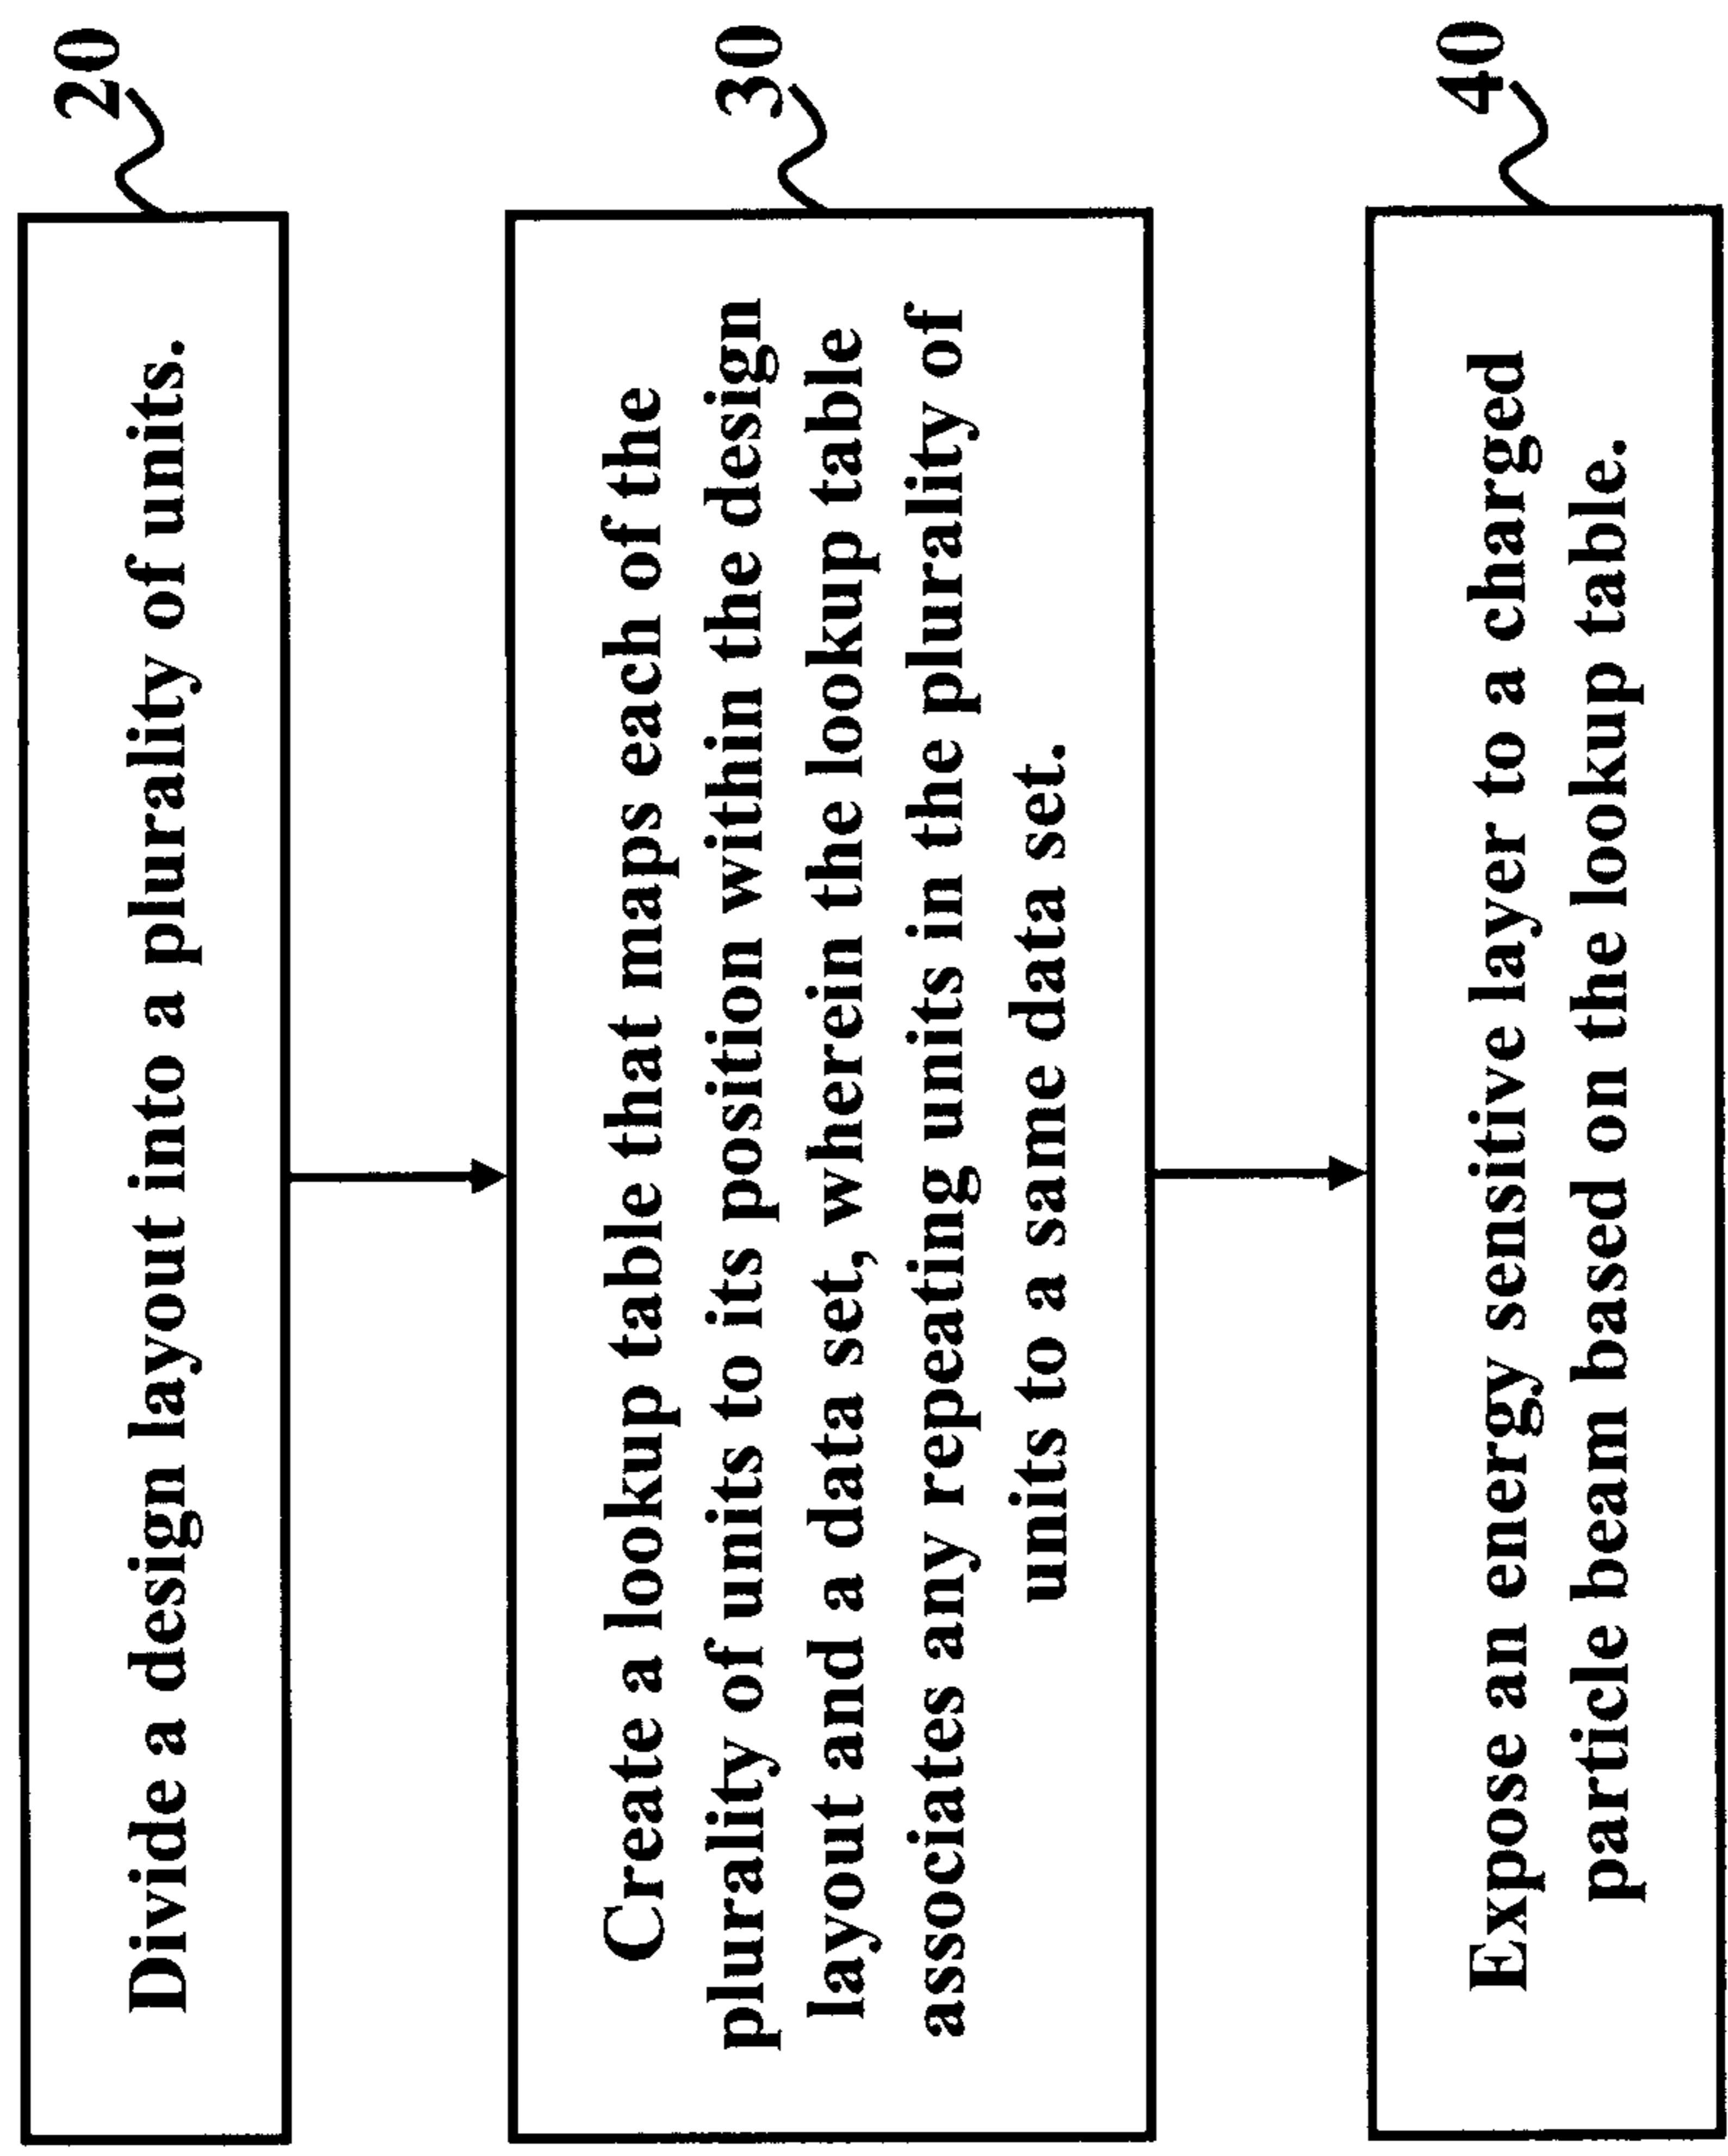 20
Divide a design layout into a plurality of units.
30
Create a lookup table that maps each of the
plurality of units to its position within the design
layout and a data set, wherein the lookup table
associates any repeating units in the plurality of
units to a same data set.
40
Expose an energy sensitive layer to a charged
particle beam based on the lookup table.